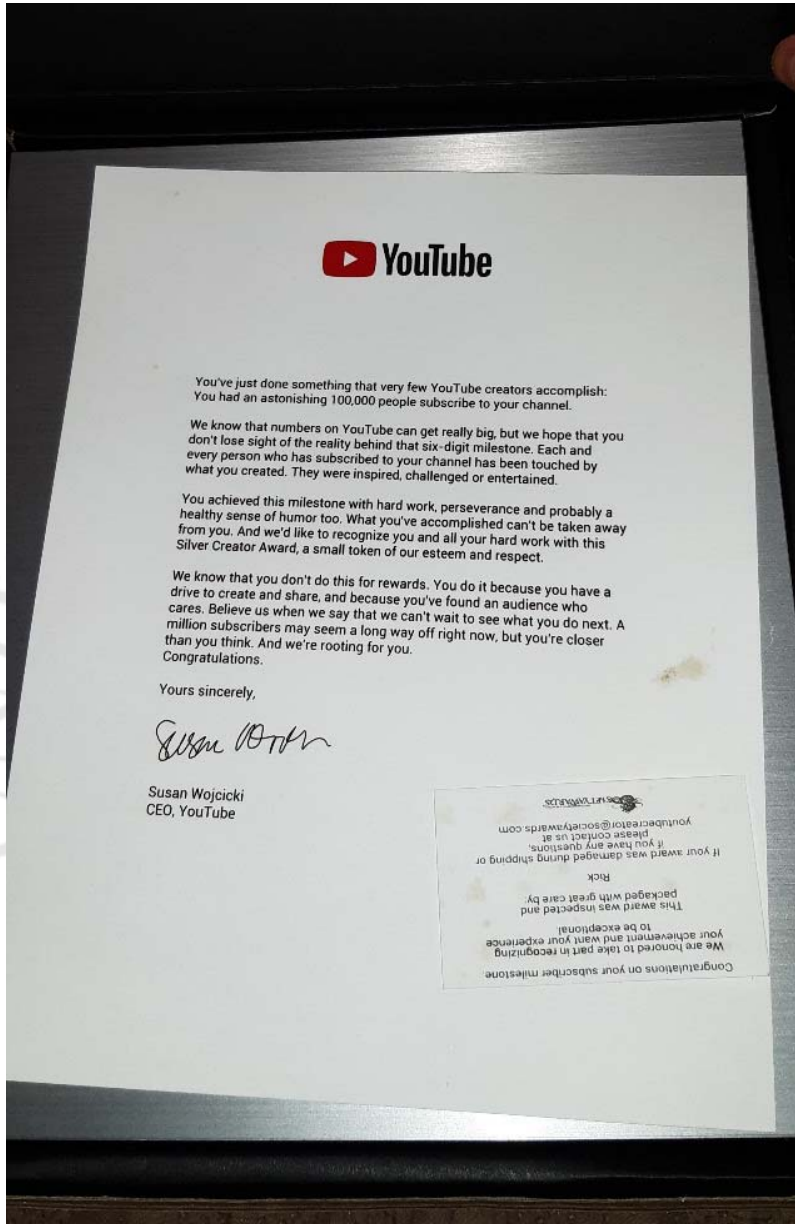 YouTube
You've just done something that very few YouTube creators accomplish:
You had an astonishing 100,000 people subscribe to your channel.
We know that numbers on YouTube can get really big, but we hope that you
don't lose sight of the reality behind that six-digit milestone. Each and
every person who has subscribed to your channel has been touched by
what you created. They were inspired, challenged or entertained.
You achieved this milestone with hard work, perseverance and probably a
healthy sense of humor too. What you've accomplished can't be taken away
from you. And we'd like to recognize you and all your hard work with this
Silver Creator Award, a small token of our esteem and respect.
We know that you don't do this for rewards. You do it because you have a
drive to create and share, and because you've found an audience who
cares. Believe us when we say that we can't wait to see what you do next. A
million subscribers may seem a long way off right now, but you're closer
than you think. And we're rooting for you.
Congratulations.
Yours sincerely,
Susan Wojcicki
CEO, YouTube
Congratulations on your subscriber milestone
We are honored to take part in recognizing
your achievement and want your experience
to be exceptional.
This award was inspected and
packaged with great care by:
Rick
If your award was damaged during shipping or
if you have any questions,
please contact us at
youtubecreator@societyawards.com
SOCIETY AWARDS